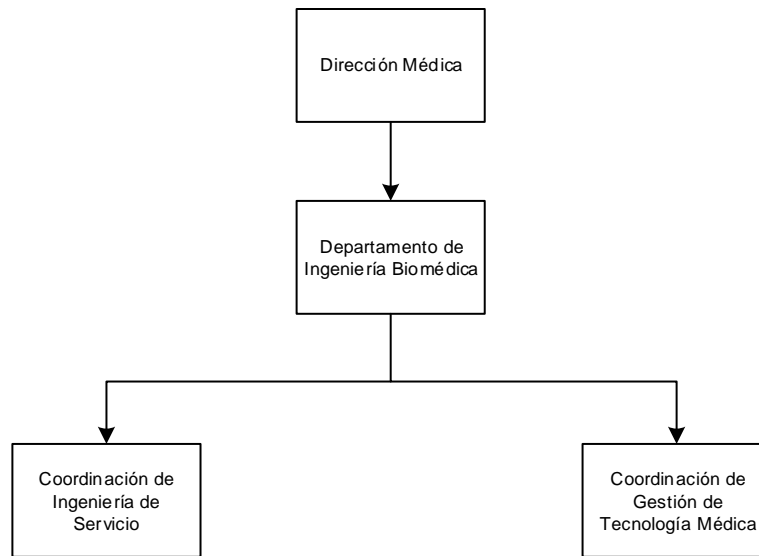 Dirección Médica
Departamento de
Ingeniería Biomédica
Coordinación de
Ingeniería de
Servicio
Coordinación de
Gestión de
Tecnología Médica